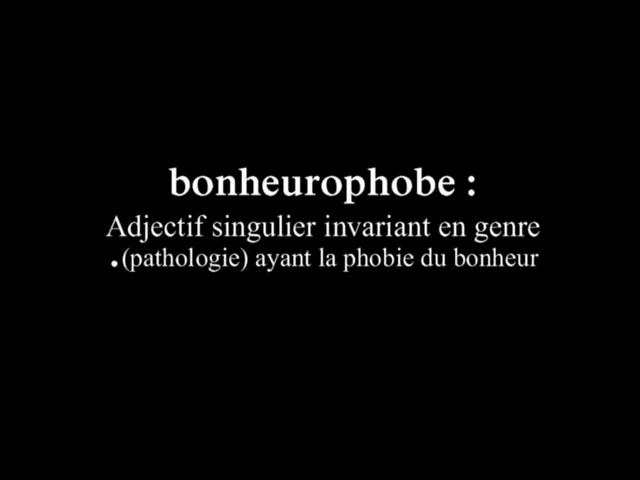 bonheurophobe :
Adjectif singulier invariant en genre
.(pathologie) ayant la phobie du bonheur